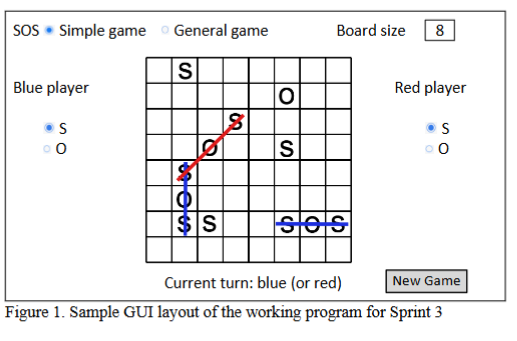 SOS Simple game General game Board size 8
Blue player Red player
S
O
S
O
S
O
S
O S
S
O
S S S O S
Current turn: blue (or red) New Game
Figure 1. Sample GUI layout of the working program for Sprint 3